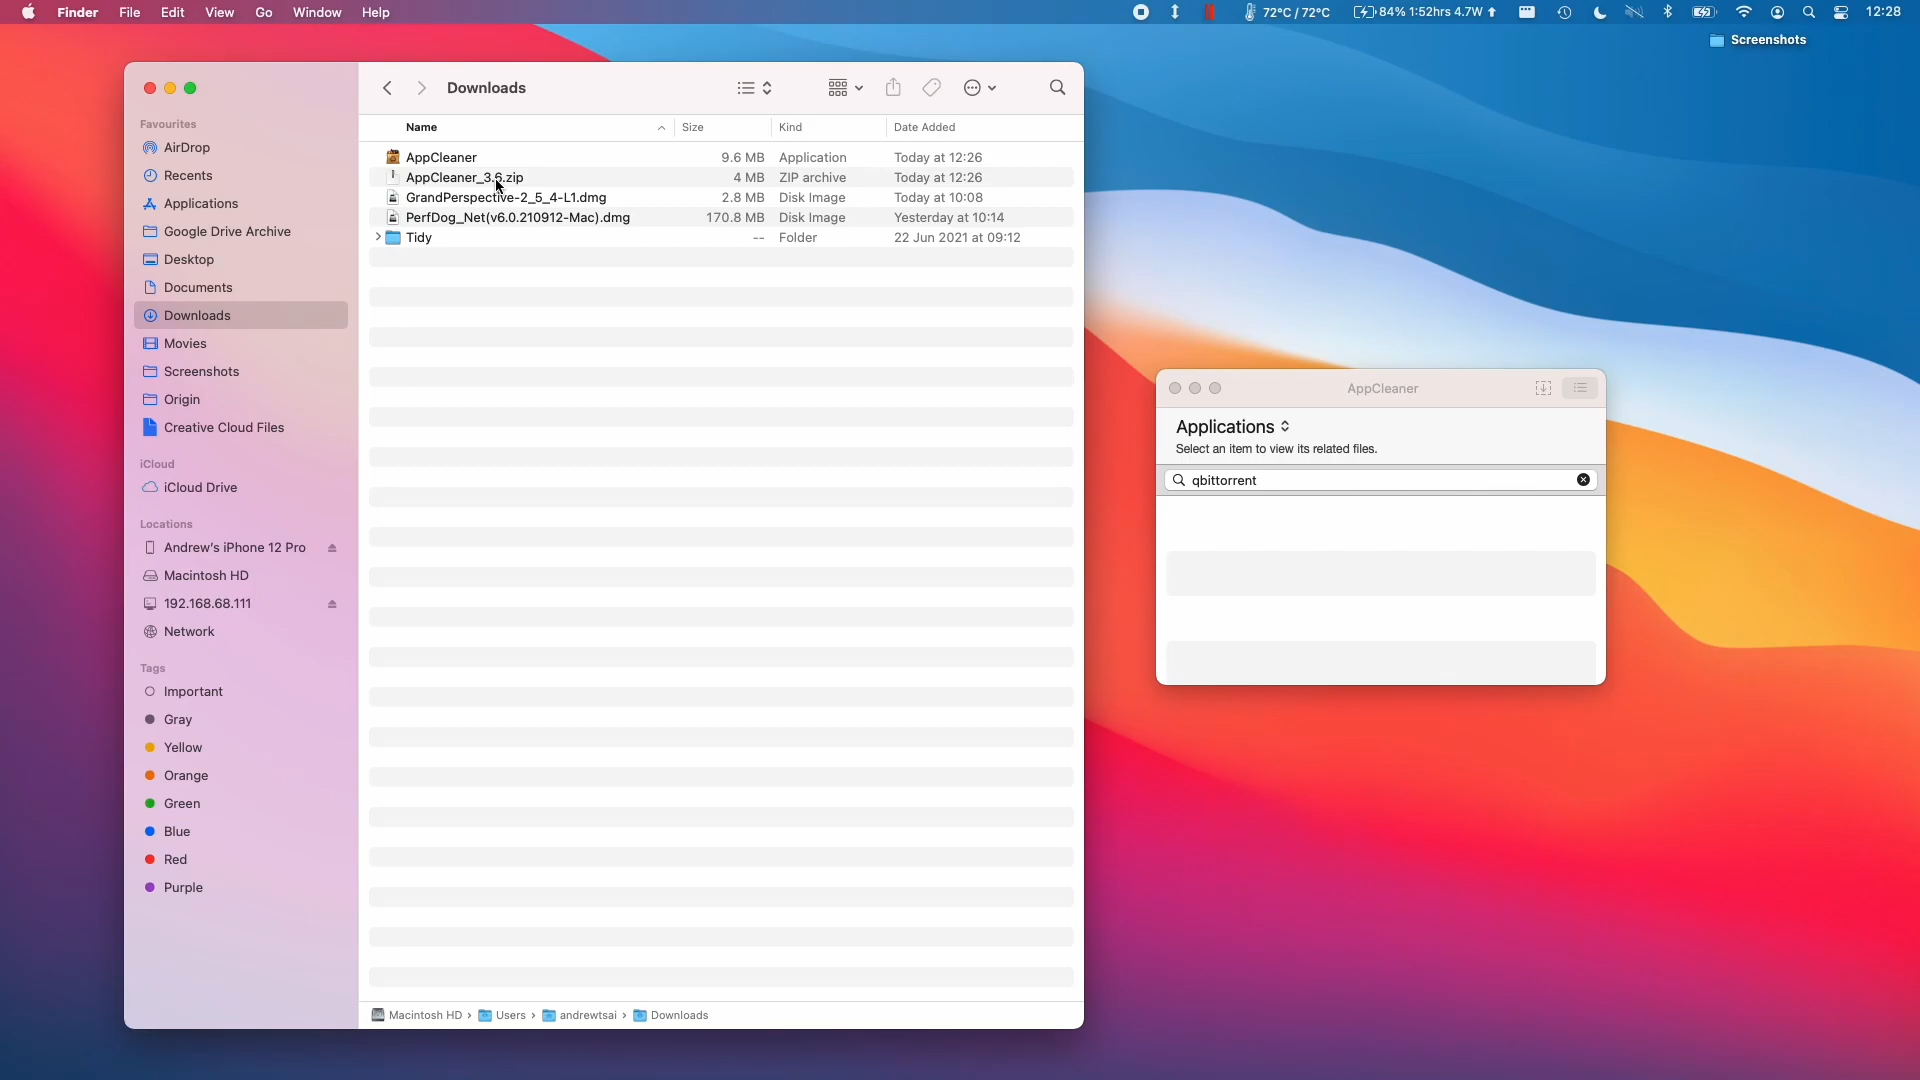 Finder File Edit View Go Window Help
72°C / 72°C 84% 1:52hrs 4.7W 12:28
Screenshots
Downloads
Favourites
AirDrop
Recents
Applications
Google Drive Archive
Desktop
Documents
Downloads
Movies
Screenshots
Origin
Creative Cloud Files
iCloud
iCloud Drive
Locations
Andrew's iPhone 12 Pro
Macintosh HD
192.168.68.111
Network
Tags
Important
Gray
Yellow
Orange
Green
Blue
Red
Purple
Name Size Kind Date Added
AppCleaner 9.6 MB Application Today at 12:26
AppCleaner_3.6.zip 4 MB ZIP archive Today at 12:26
GrandPerspective-2_5_4-L1.dmg 2.8 MB Disk Image Today at 10:08
PerfDog_Net(v6.0.210912-Mac).dmg 170.8 MB Disk Image Yesterday at 10:14
Tidy -- Folder 22 Jun 2021 at 09:12
Macintosh HD › Users › andrewtsai › Downloads
AppCleaner
Applications
Select an item to view its related files.
qbittorrent